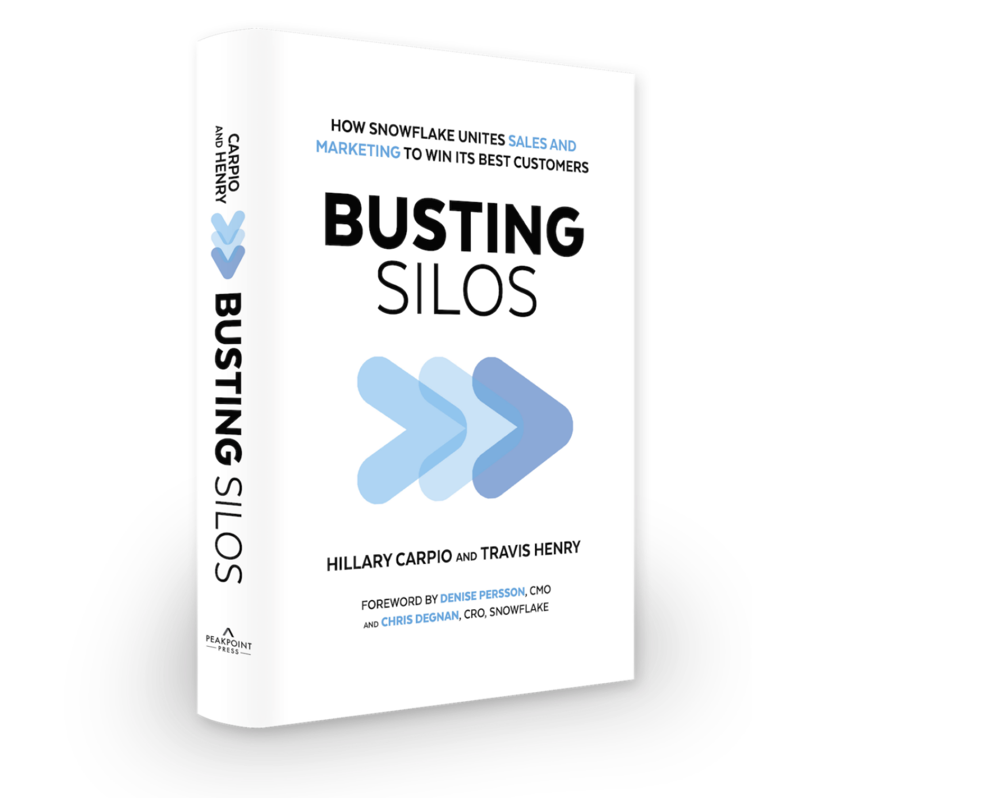 CARPIO
AND HENRY
BUSTING SILOS
PEAKPOINT
PRESS
HOW SNOWFLAKE UNITES SALES AND
MARKETING TO WIN ITS BEST CUSTOMERS
BUSTING
SILOS
HILLARY CARPIO AND TRAVIS HENRY
FOREWORD BY DENISE PERSSON, CMO
AND CHRIS DEGNAN, CRO, SNOWFLAKE